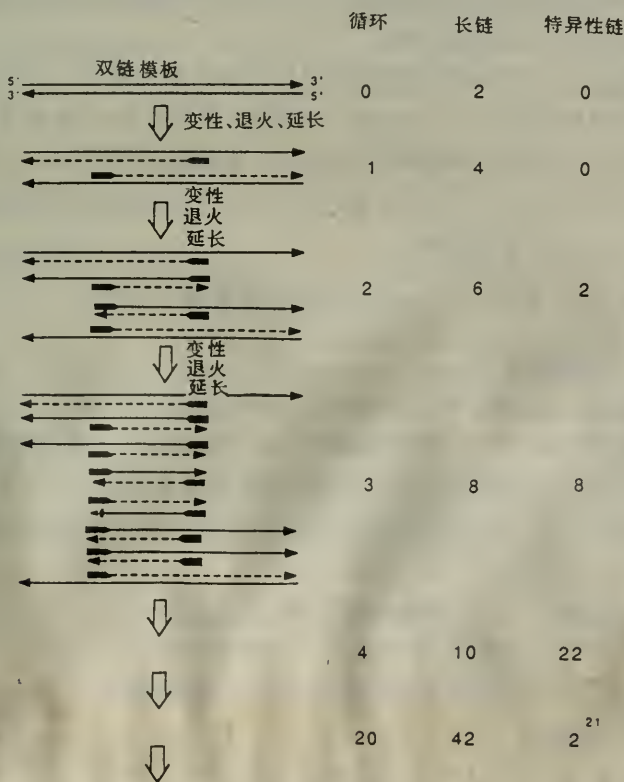 循环 长链 特异性链
双链模板
5' 3'
3' 5'
0 2 0
变性、退火、延长
1 4 0
变性
退火
延长
2 6 2
变性
退火
延长
3 8 8
4 10 22
20 42 2²¹